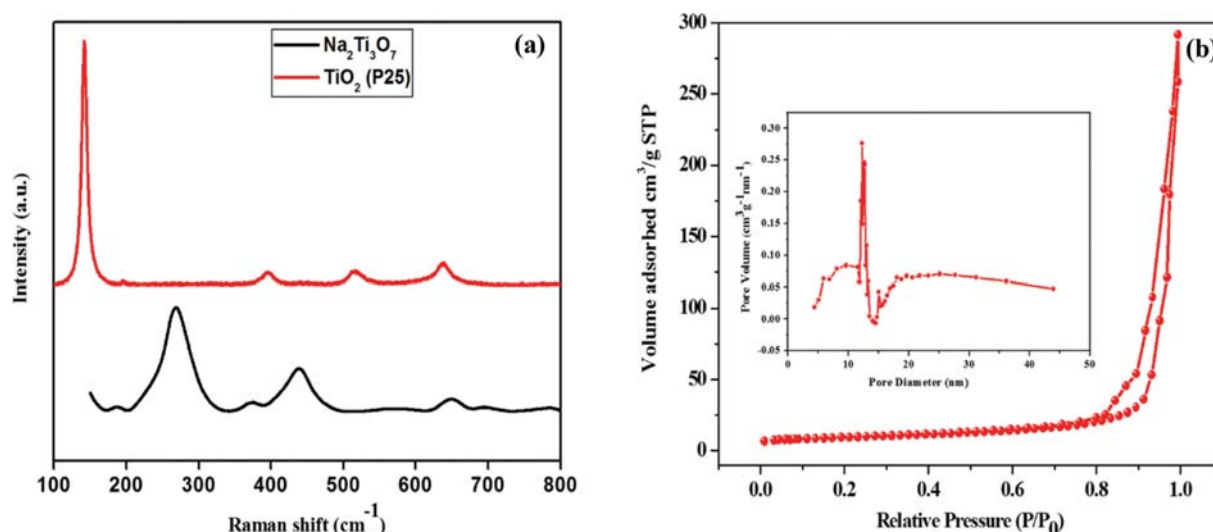 (a)
Na₂Ti₃O₇
TiO₂ (P25)
Intensity (a.u.)
100 200 300 400 500 600 700 800
Raman shift (cm⁻¹)
(b)
Volume adsorbed cm³/g STP
300
250
200
150
100
50
0
0.0 0.2 0.4 0.6 0.8 1.0
Relative Pressure (P/P₀)
Pore Volume (cm³g⁻¹nm⁻¹)
0.30
0.25
0.20
0.15
0.10
0.05
0.00
-0.05
0 10 20 30 40 50
Pore Diameter (nm)